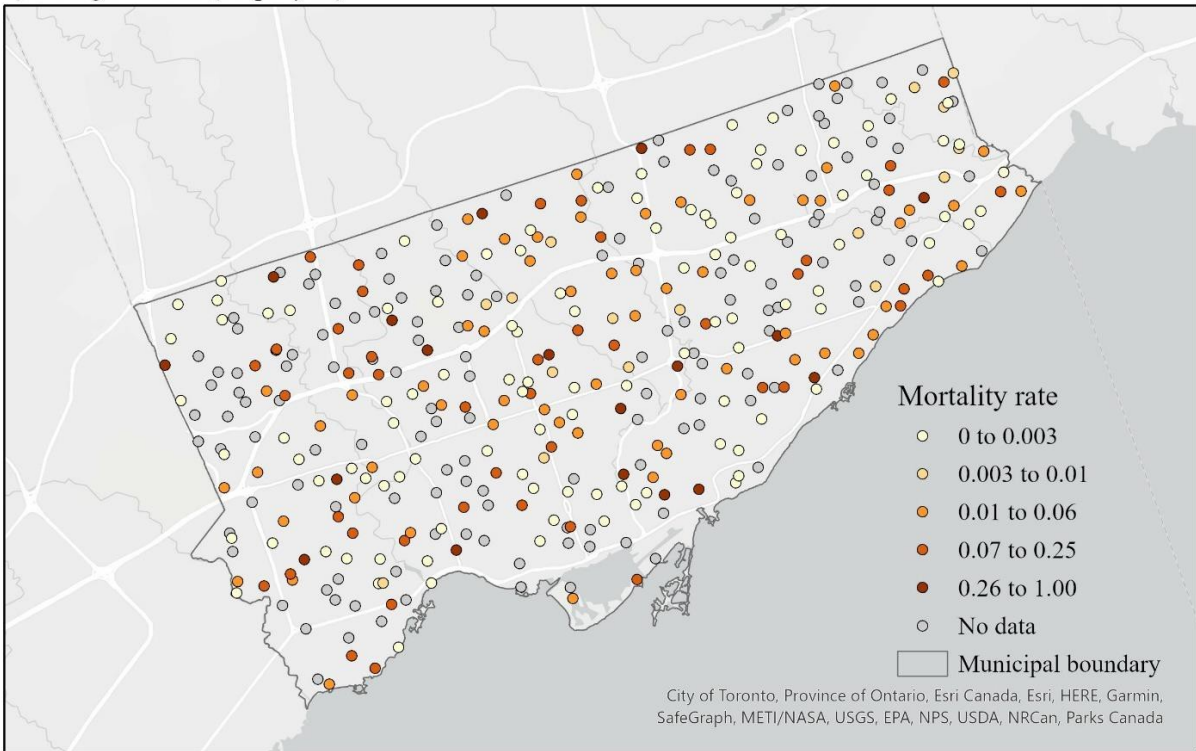 Mortality rate
0 to 0.003
0.003 to 0.01
0.01 to 0.06
0.07 to 0.25
0.26 to 1.00
No data
Municipal boundary
City of Toronto, Province of Ontario, Esri Canada, Esri, HERE, Garmin,
SafeGraph, METI/NASA, USGS, EPA, NPS, USDA, NRCan, Parks Canada